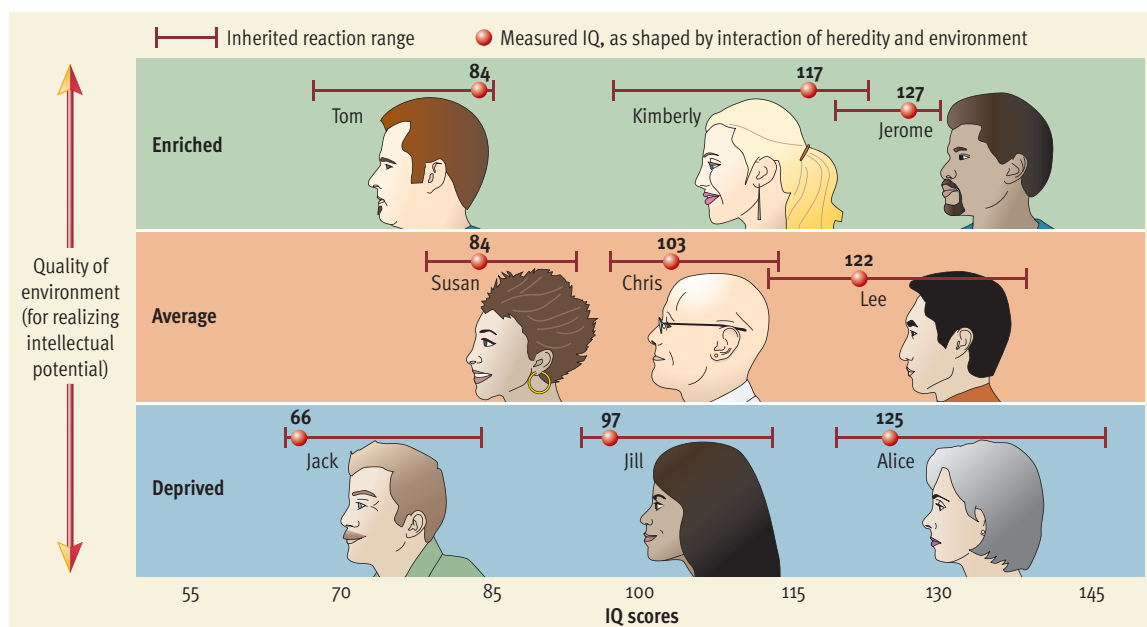 Inherited reaction range
Measured IQ, as shaped by interaction of heredity and environment
Quality of
environment
(for realizing
intellectual
potential)
Enriched
84
Tom
117
Kimberly
127
Jerome
Average
84
Susan
103
Chris
122
Lee
Deprived
66
Jack
97
Jill
125
Alice
55 70 85 100 115 130 145
IQ scores